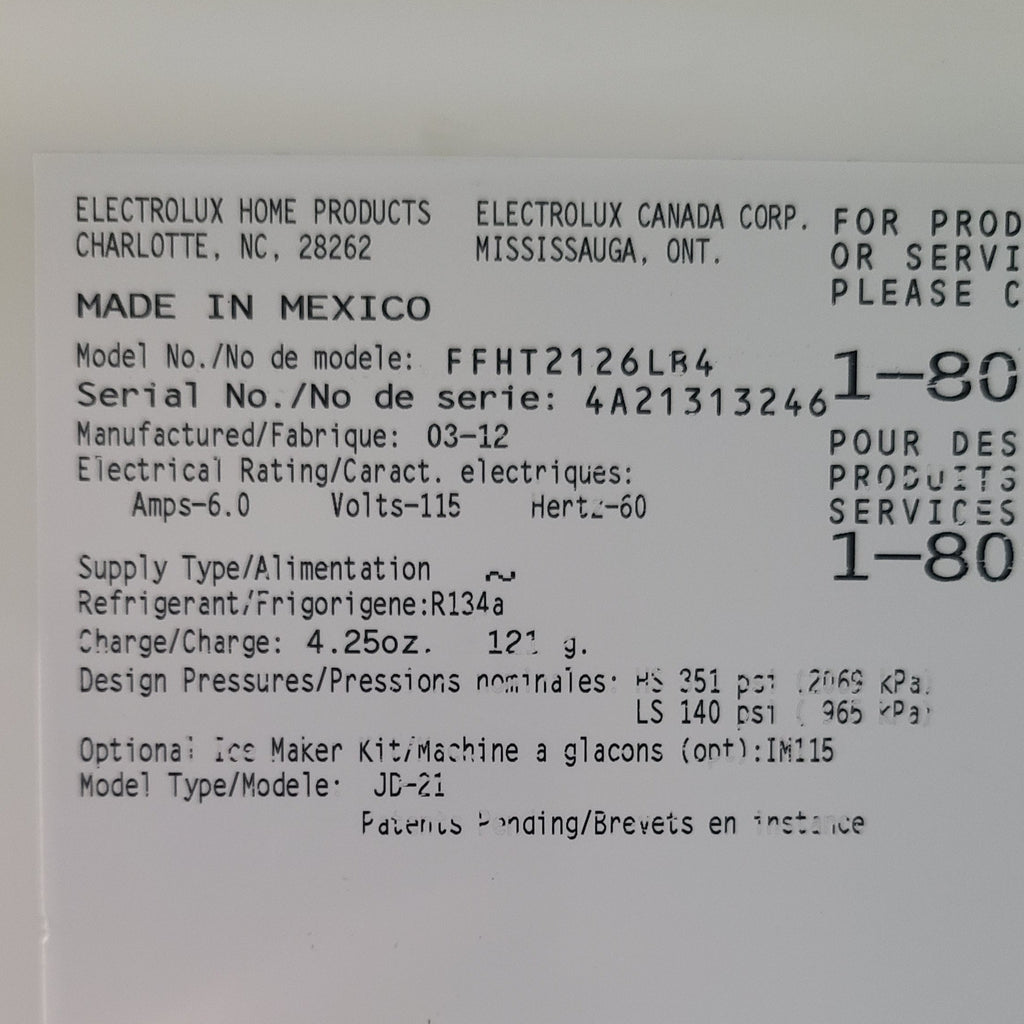 ELECTROLUX HOME PRODUCTS
CHARLOTTE, NC, 28262
ELECTROLUX CANADA CORP.
MISSISSAUGA, ONT.
MADE IN MEXICO
Model No./No de modele: FFHT2126LB4
Serial No./No de serie: 4A21313246
Manufactured/Fabrique: 03-12
Electrical Rating/Caract. electriques:
Amps-6.0 Volts-115 Hertz-60
Supply Type/Alimentation ~
Refrigerant/Frigorigene:R134a
Charge/Charge: 4.25oz. 121 g.
Design Pressures/Pressions nominales: HS 351 psi (2069 kPa)
LS 140 psi ( 965 kPa)
Optional Ice Maker Kit/Machine a glacons (opt):IM115
Model Type/Modele: JD-21
Patents Pending/Brevets en instance
FOR PROD
OR SERVI
PLEASE C
1-80
POUR DES
PRODUITS
SERVICES
1-80